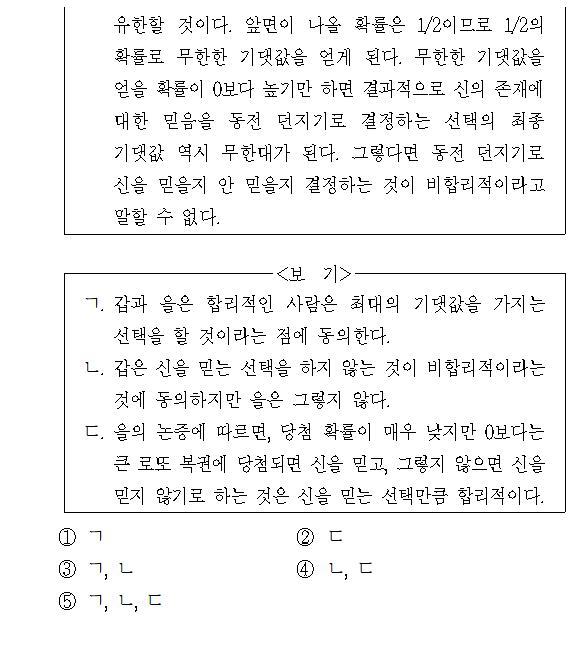 유한할 것이다. 앞면이 나올 확률은 1/2이므로 1/2의
확률로 무한한 기댓값을 얻게 된다. 무한한 기댓값을
얻을 확률이 0보다 높기만 하면 결과적으로 신의 존재에
대한 믿음을 동전 던지기로 결정하는 선택의 최종
기댓값 역시 무한대가 된다. 그렇다면 동전 던지기로
신을 믿을지 안 믿을지 결정하는 것이 비합리적이라고
말할 수 없다.
<보 기>
ㄱ. 갑과 을은 합리적인 사람은 최대의 기댓값을 가지는
선택을 할 것이라는 점에 동의한다.
ㄴ. 갑은 신을 믿는 선택을 하지 않는 것이 비합리적이라는
것에 동의하지만 을은 그렇지 않다.
ㄷ. 을의 논증에 따르면, 당첨 확률이 매우 낮지만 0보다는
큰 로또 복권에 당첨되면 신을 믿고, 그렇지 않으면 신을
믿지 않기로 하는 것은 신을 믿는 선택만큼 합리적이다.
① ㄱ ② ㄷ
③ ㄱ, ㄴ ④ ㄴ, ㄷ
⑤ ㄱ, ㄴ, ㄷ